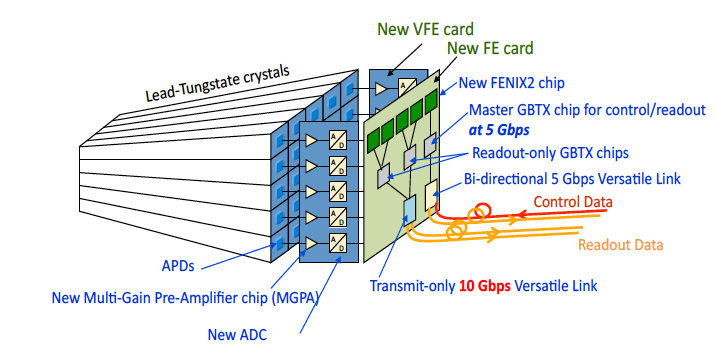 New VFE card
New FE card
Lead-Tungstate crystals
New FENIX2 chip
Master GBTX chip for control/readout
at 5 Gbps
Readout-only GBTX chips
Bi-directional 5 Gbps Versatile Link
Control Data
Readout Data
A
D
A
D
A
D
A
D
A
D
A
APDs
Transmit-only 10 Gbps Versatile Link
New Multi-Gain Pre-Amplifier chip (MGPA)
New ADC